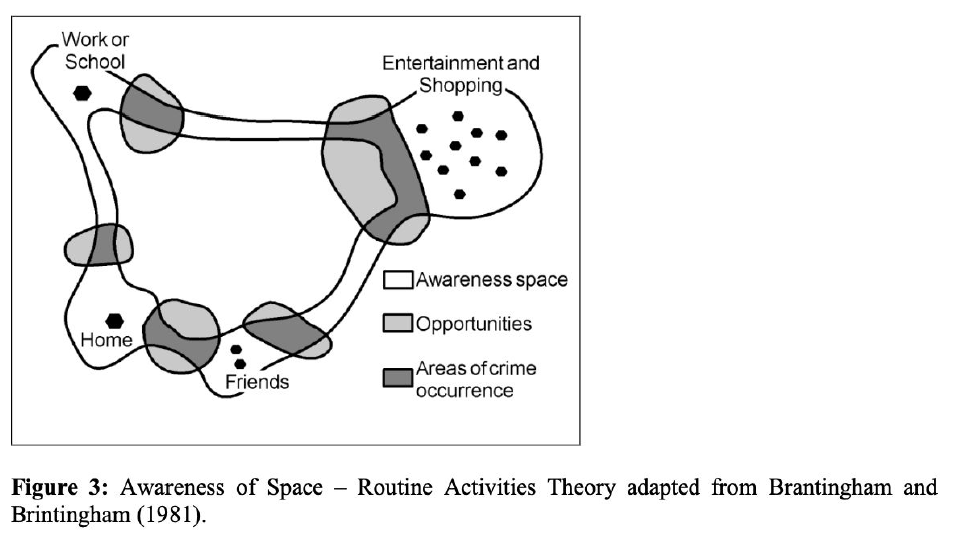 Work or
School
Entertainment and
Shopping
Awareness space
Opportunities
Home
Areas of crime
occurrence
Friends
Figure 3: Awareness of Space – Routine Activities Theory adapted from Brantingham and
Brintingham (1981).